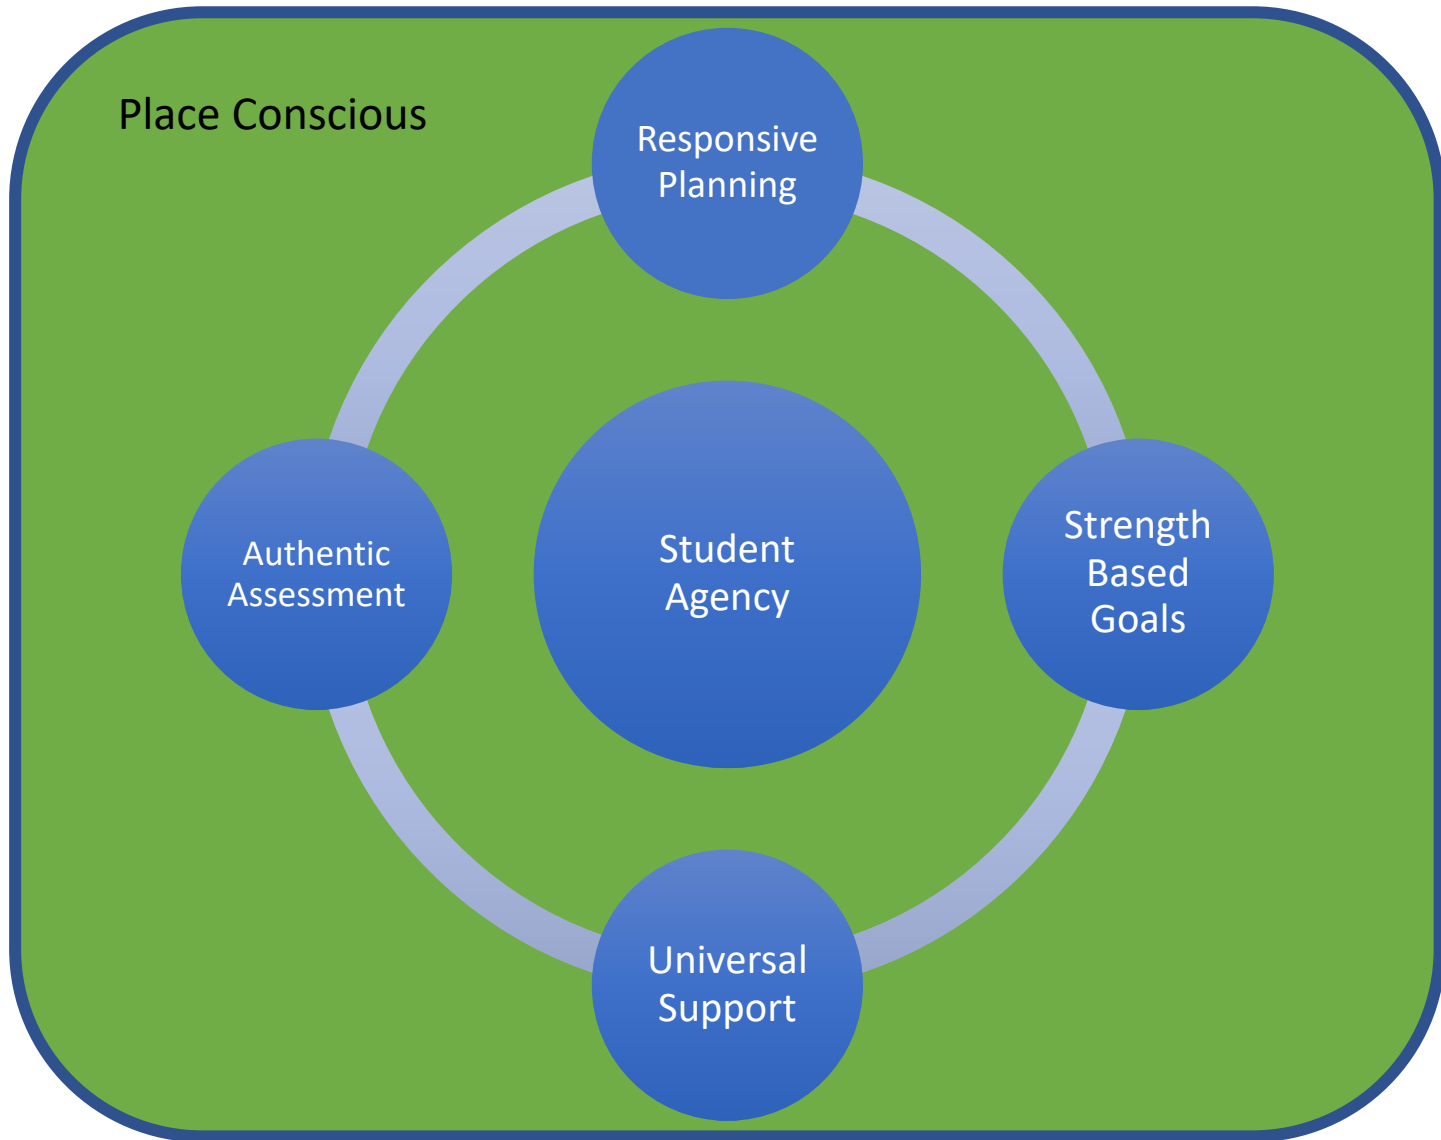 Place Conscious
Responsive
Planning
Authentic
Assessment
Student
Agency
Strength
Based
Goals
Universal
Support